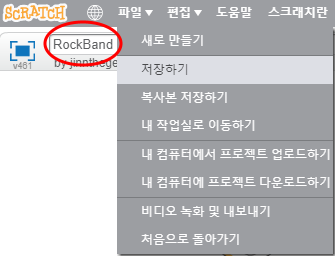 SCRATCH 파일▼ 편집▼ 도움말 스크래치란
새로 만들기
RockBand
저장하기
v461
by jinnthege
복사본 저장하기
내 작업실로 이동하기
내 컴퓨터에서 프로젝트 업로드하기
내 컴퓨터에 프로젝트 다운로드하기
비디오 녹화 및 내보내기
처음으로 돌아가기